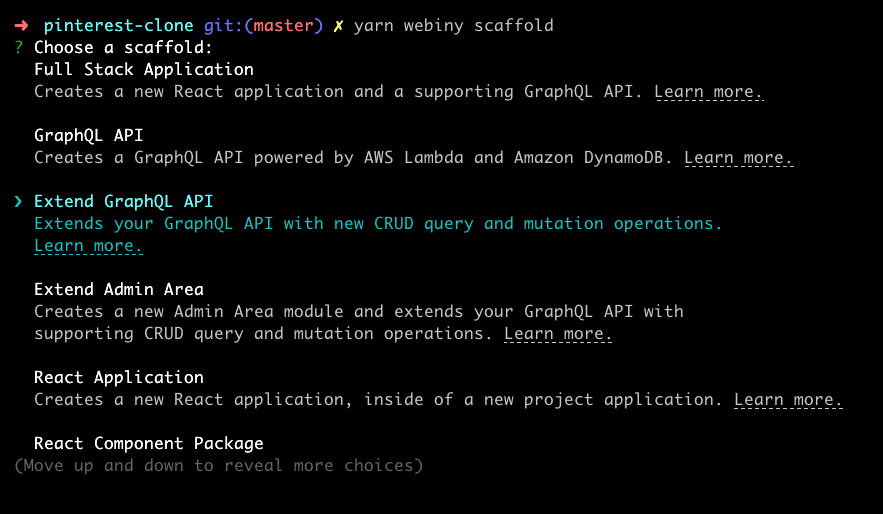 ➜ pinterest-clone git:(master) ✗ yarn webiny scaffold
? Choose a scaffold:
Full Stack Application
Creates a new React application and a supporting GraphQL API. Learn more.
GraphQL API
Creates a GraphQL API powered by AWS Lambda and Amazon DynamoDB. Learn more.
❯ Extend GraphQL API
Extends your GraphQL API with new CRUD query and mutation operations.
Learn more.
Extend Admin Area
Creates a new Admin Area module and extends your GraphQL API with
supporting CRUD query and mutation operations. Learn more.
React Application
Creates a new React application, inside of a new project application. Learn more.
React Component Package
(Move up and down to reveal more choices)